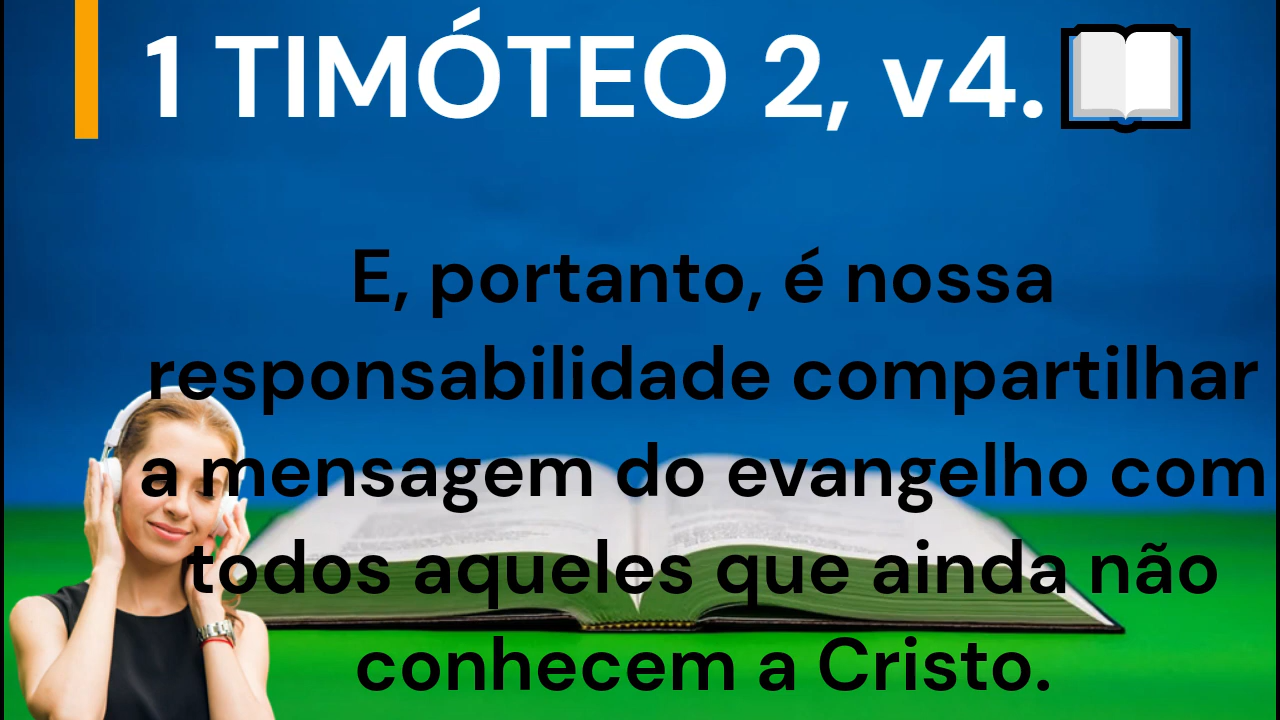 1 TIMÓTEO 2, v4.
E, portanto, é nossa
responsabilidade compartilhar
a mensagem do evangelho com
todos aqueles que ainda não
conhecem a Cristo.